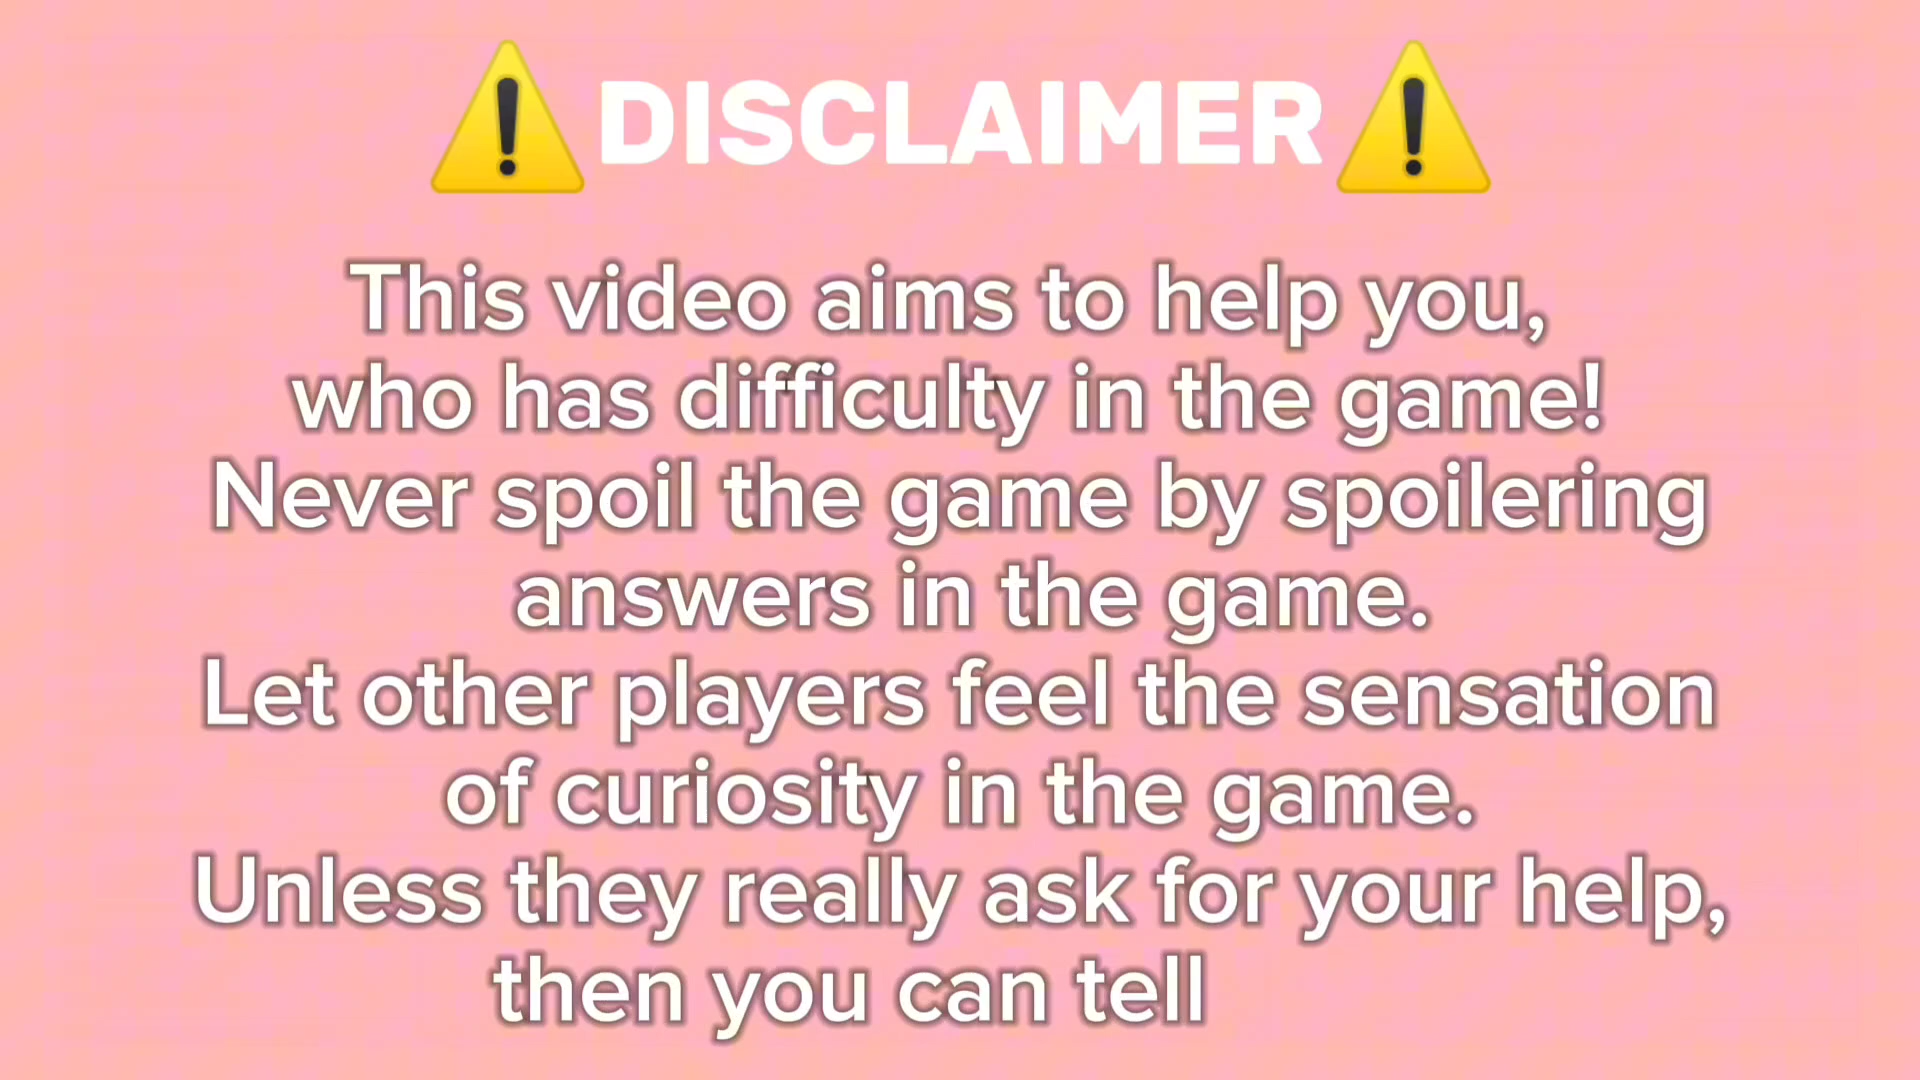 ⚠️DISCLAIMER⚠️
This video aims to help you,
who has difficulty in the game!
Never spoil the game by spoilering
answers in the game.
Let other players feel the sensation
of curiosity in the game.
Unless they really ask for your help,
then you can tell